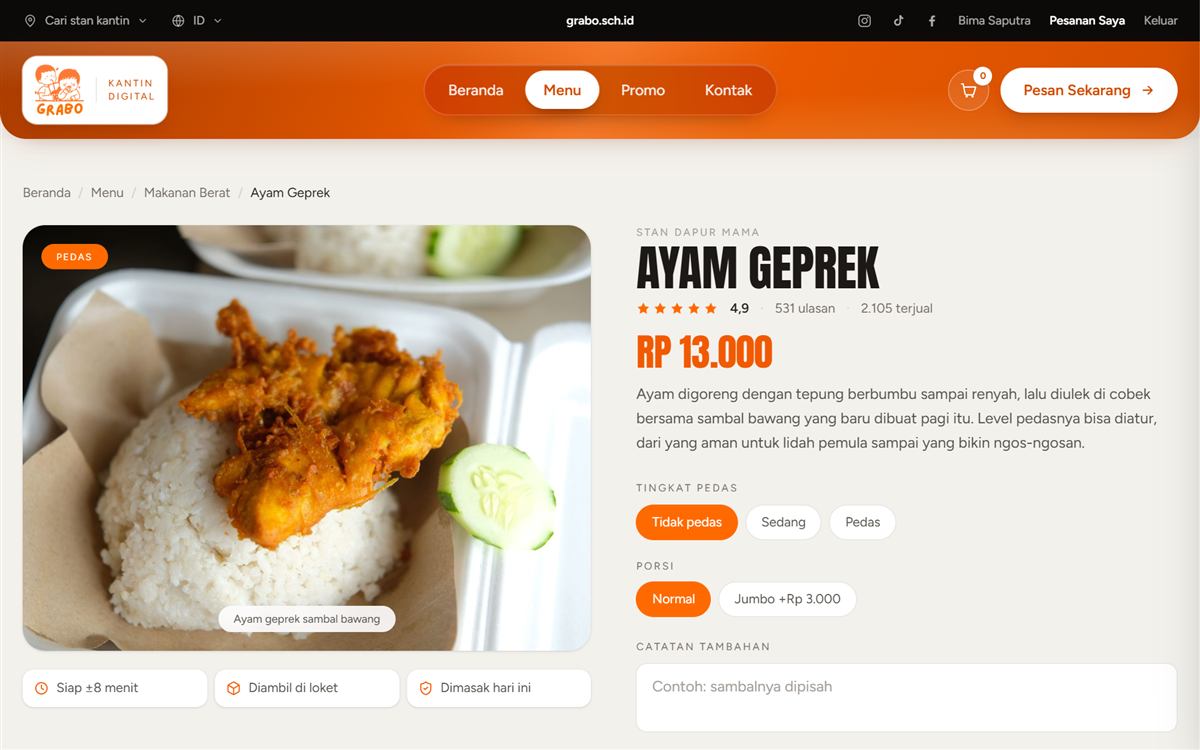 Cari stan kantin
ID
grabo.sch.id
Bima Saputra
Pesanan Saya
Keluar
GRABO
KANTIN
DIGITAL
Beranda
Menu
Promo
Kontak
0
Pesan Sekarang →
Beranda / Menu / Makanan Berat / Ayam Geprek
PEDAS
Ayam geprek sambal bawang
Siap ±8 menit
Diambil di loket
Dimasak hari ini
STAN DAPUR MAMA
AYAM GEPREK
★★★★★ 4,9 · 531 ulasan · 2.105 terjual
RP 13.000
Ayam digoreng dengan tepung berbumbu sampai renyah, lalu diulek di cobek
bersama sambal bawang yang baru dibuat pagi itu. Level pedasnya bisa diatur,
dari yang aman untuk lidah pemula sampai yang bikin ngos-ngosan.
TINGKAT PEDAS
Tidak pedas
Sedang
Pedas
PORSI
Normal
Jumbo +Rp 3.000
CATATAN TAMBAHAN
Contoh: sambalnya dipisah